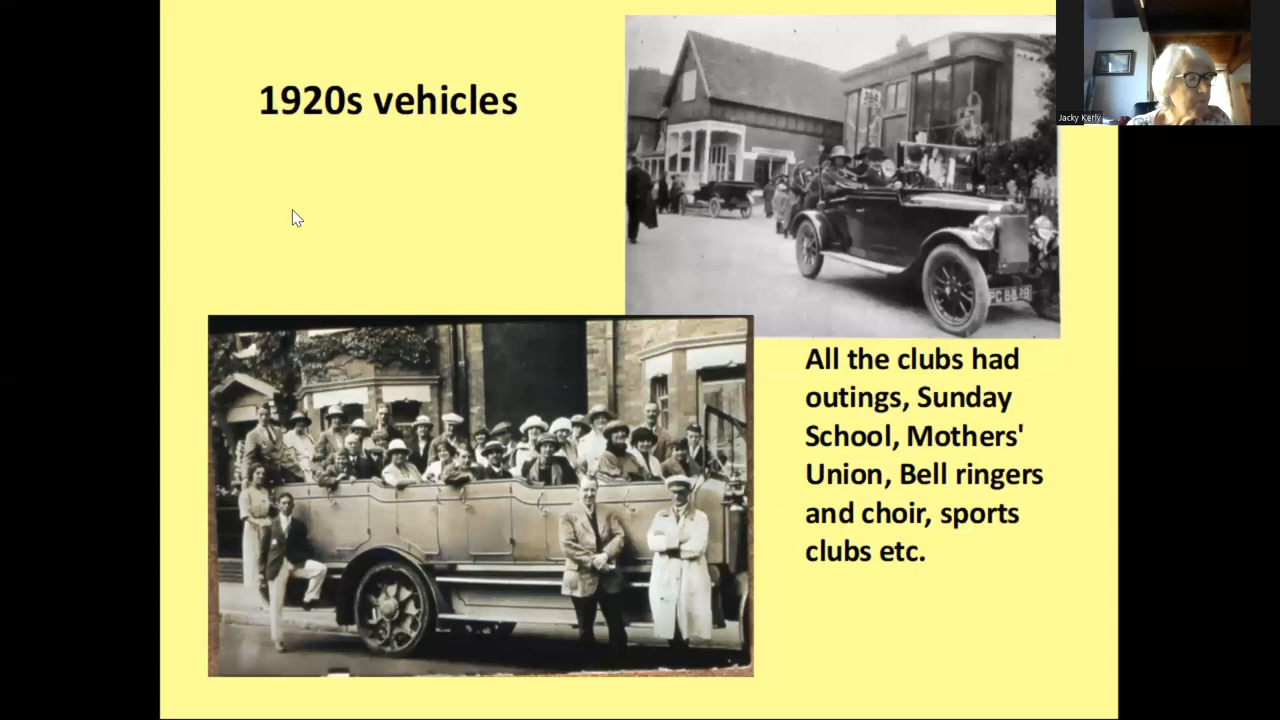 1920s vehicles
Jacky Kerly
All the clubs had
outings, Sunday
School, Mothers'
Union, Bell ringers
and choir, sports
clubs etc.